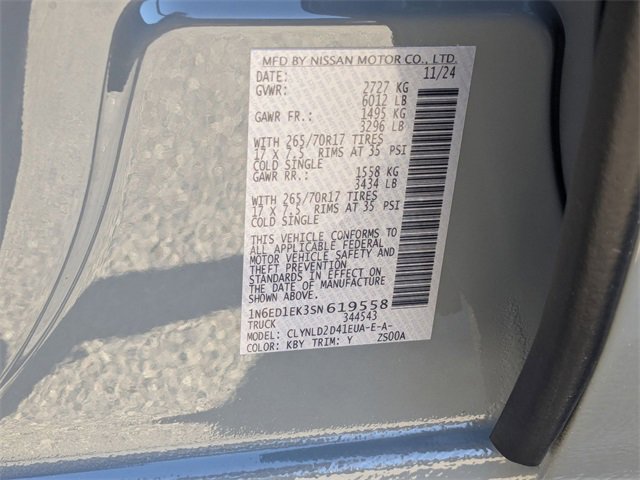 MFD BY NISSAN MOTOR CO., LTD.
DATE: 11/24
GVWR: 2727 KG
6012 LB
GAWR FR.: 1495 KG
3296 LB
WITH 265/70R17 TIRES
17 X 7.5 RIMS AT 35 PSI
COLD SINGLE
GAWR RR.: 1558 KG
3434 LB
WITH 265/70R17 TIRES
17 X 7.5 RIMS AT 35 PSI
COLD SINGLE
THIS VEHICLE CONFORMS TO
ALL APPLICABLE FEDERAL
MOTOR VEHICLE SAFETY AND
THEFT PREVENTION
STANDARDS IN EFFECT ON
THE DATE OF MANUFACTURE
SHOWN ABOVE.
1N6ED1EK3SN619558
TRUCK 344543
MODEL: CLYNLD2D41EUA-E-A-
COLOR: KBY TRIM: Y ZS00A